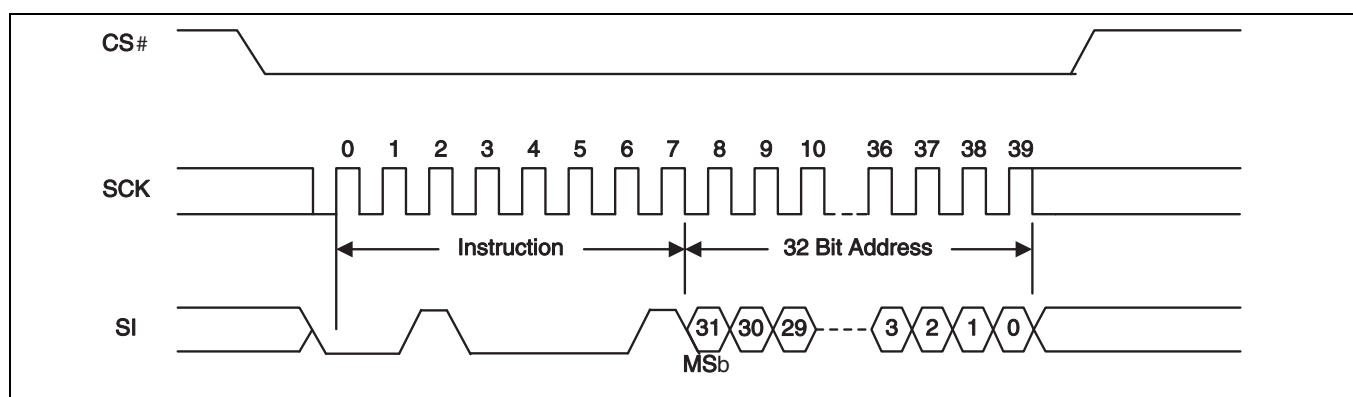 CS#
0 1 2 3 4 5 6 7 8 9 10 36 37 38 39
SCK
Instruction 32 Bit Address
SI 31 30 29 3 2 1 0
MSb